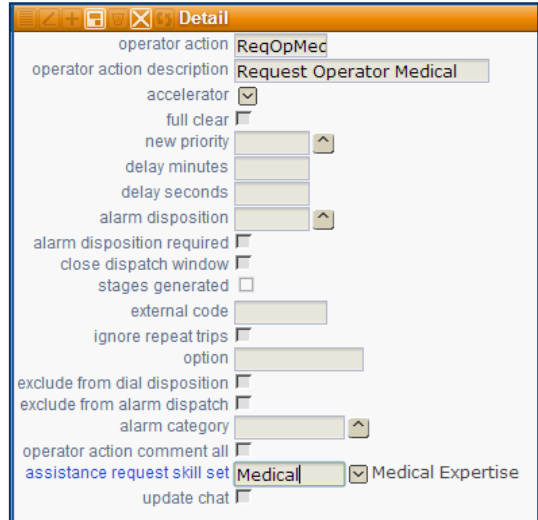 Detail
operator action ReqOpMec
operator action description Request Operator Medical
accelerator
full clear
new priority
delay minutes
delay seconds
alarm disposition
alarm disposition required
close dispatch window
stages generated
external code
ignore repeat trips
option
exclude from dial disposition
exclude from alarm dispatch
alarm category
operator action comment all
assistance request skill set Medical Medical Expertise
update chat